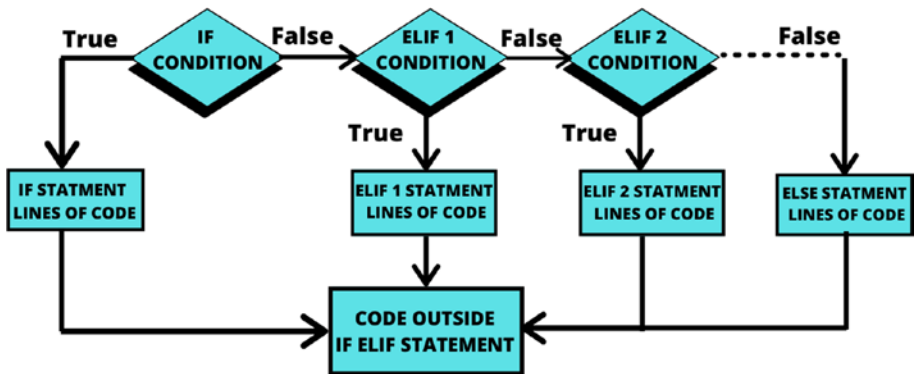 True
IF
CONDITION
False
ELIF 1
CONDITION
False
ELIF 2
CONDITION
False
True
True
IF STATMENT
LINES OF CODE
ELIF 1 STATMENT
LINES OF CODE
ELIF 2 STATMENT
LINES OF CODE
ELSE STATMENT
LINES OF CODE
CODE OUTSIDE
IF ELIF STATEMENT